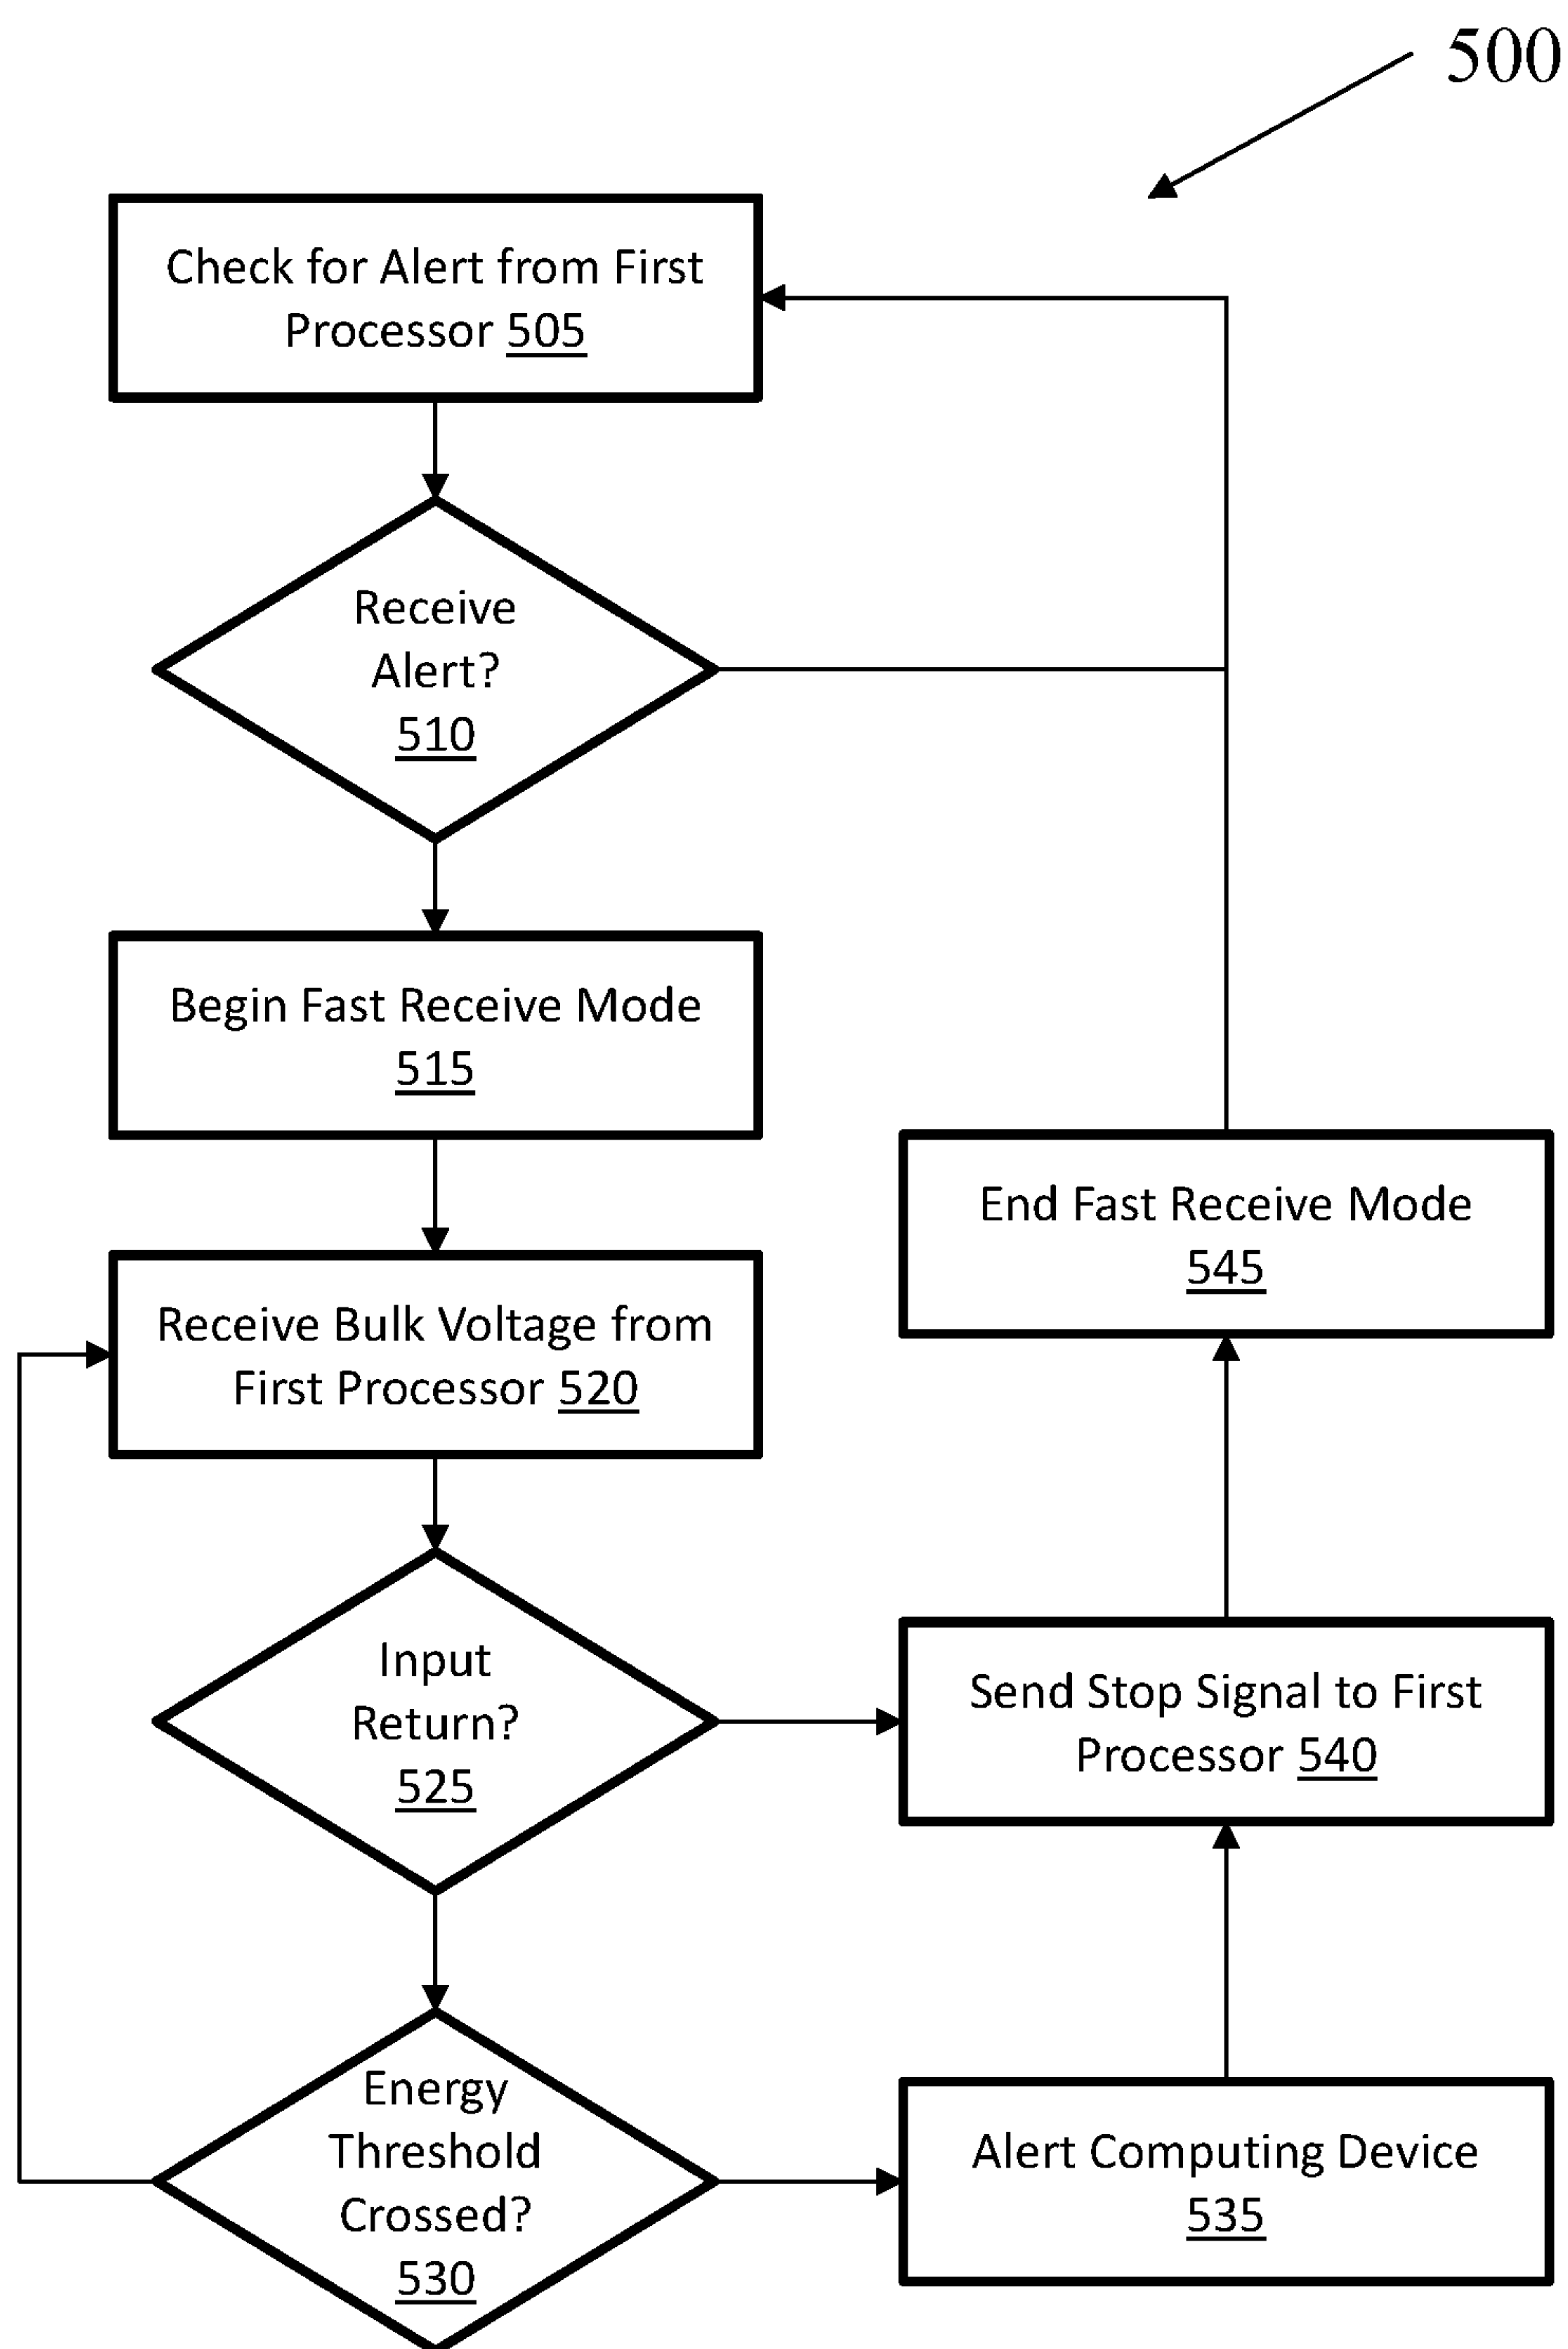 500
Check for Alert from First
Processor 505
Receive
Alert?
510
Begin Fast Receive Mode
515
Receive Bulk Voltage from
First Processor 520
Input
Return?
525
Energy
Threshold
Crossed?
530
Alert Computing Device
535
Send Stop Signal to First
Processor 540
End Fast Receive Mode
545